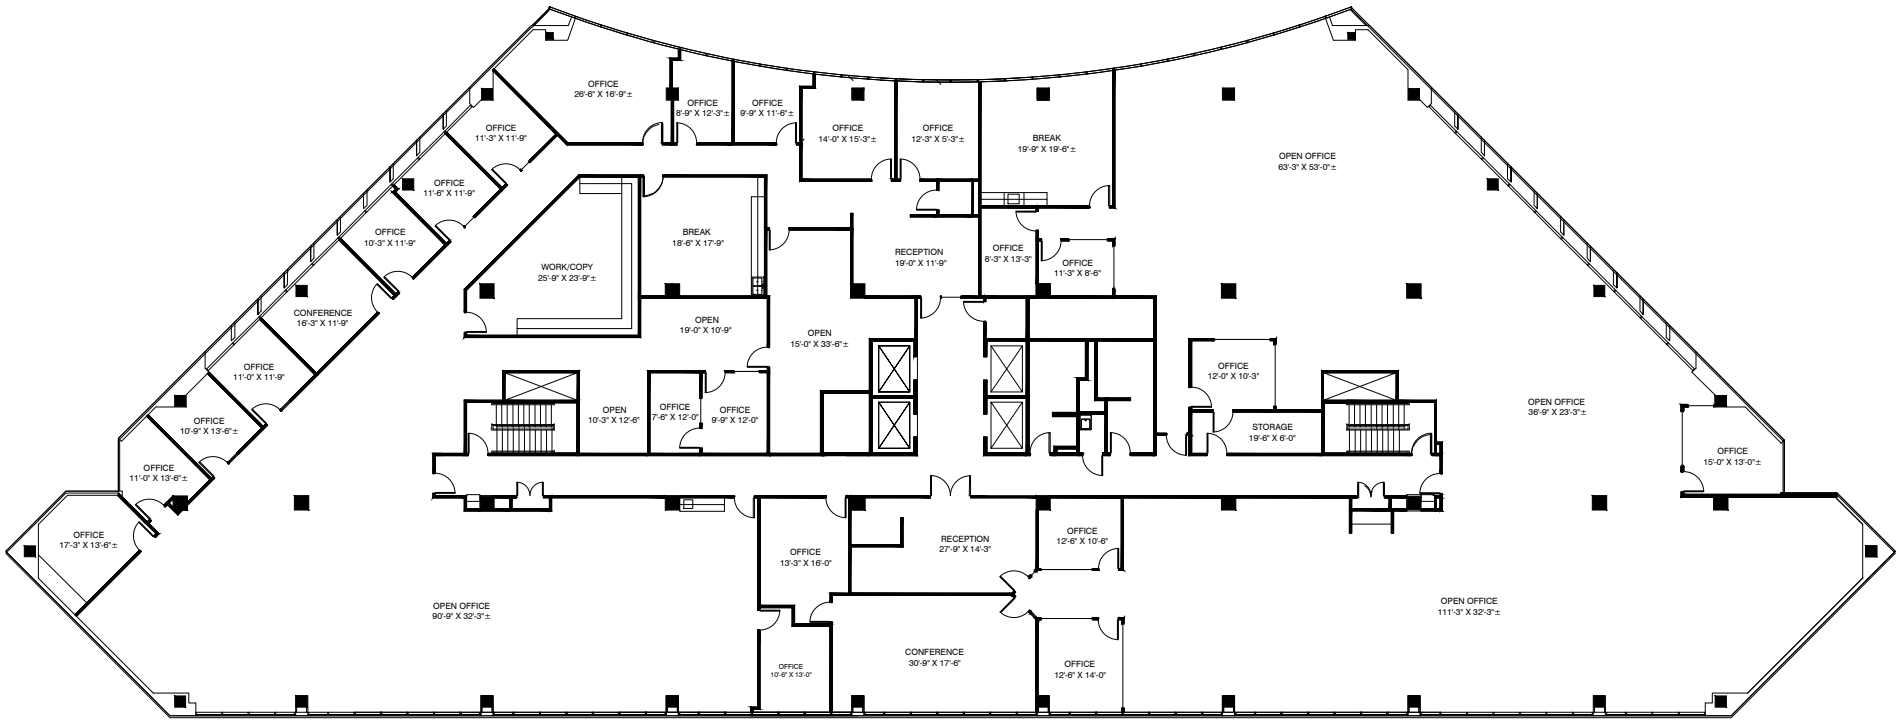 OFFICE
26'-6" X 16'-9"±
OFFICE
8'-9" X 12'-3"±
OFFICE
9'-9" X 11'-6"±
OFFICE
11'-3" X 11'-9"
OFFICE
14'-0" X 15'-3"±
OFFICE
12'-3" X 5'-3"±
BREAK
19'-9" X 19'-6"±
OPEN OFFICE
63'-3" X 53'-0"±
OFFICE
11'-6" X 11'-9"
OFFICE
10'-3" X 11'-9"
BREAK
18'-6" X 17'-9"
RECEPTION
19'-0" X 11'-9"
OFFICE
8'-3" X 13'-3"
OFFICE
11'-3" X 8'-6"
WORK/COPY
25'-9" X 23'-9"±
CONFERENCE
16'-3" X 11'-9"
OPEN
19'-0" X 10'-9"
OPEN
15'-0" X 33'-6"±
OFFICE
11'-0" X 11'-9"
OFFICE
12'-0" X 10'-3"
OPEN OFFICE
36'-9" X 23'-3"±
OFFICE
10'-9" X 13'-6"±
OPEN
10'-3" X 12'-6"
OFFICE
7'-6" X 12'-0"
OFFICE
9'-9" X 12'-0"
STORAGE
19'-6" X 6'-0"
OFFICE
15'-0" X 13'-0"±
OFFICE
11'-0" X 13'-6"±
OFFICE
17'-3" X 13'-6"±
OFFICE
13'-3" X 16'-0"
RECEPTION
27'-9" X 14'-3"
OFFICE
12'-6" X 10'-6"
OPEN OFFICE
90'-9" X 32'-3"±
OPEN OFFICE
111'-3" X 32'-3"±
CONFERENCE
30'-9" X 17'-6"
OFFICE
10'-6" X 13'-0"
OFFICE
12'-6" X 14'-0"